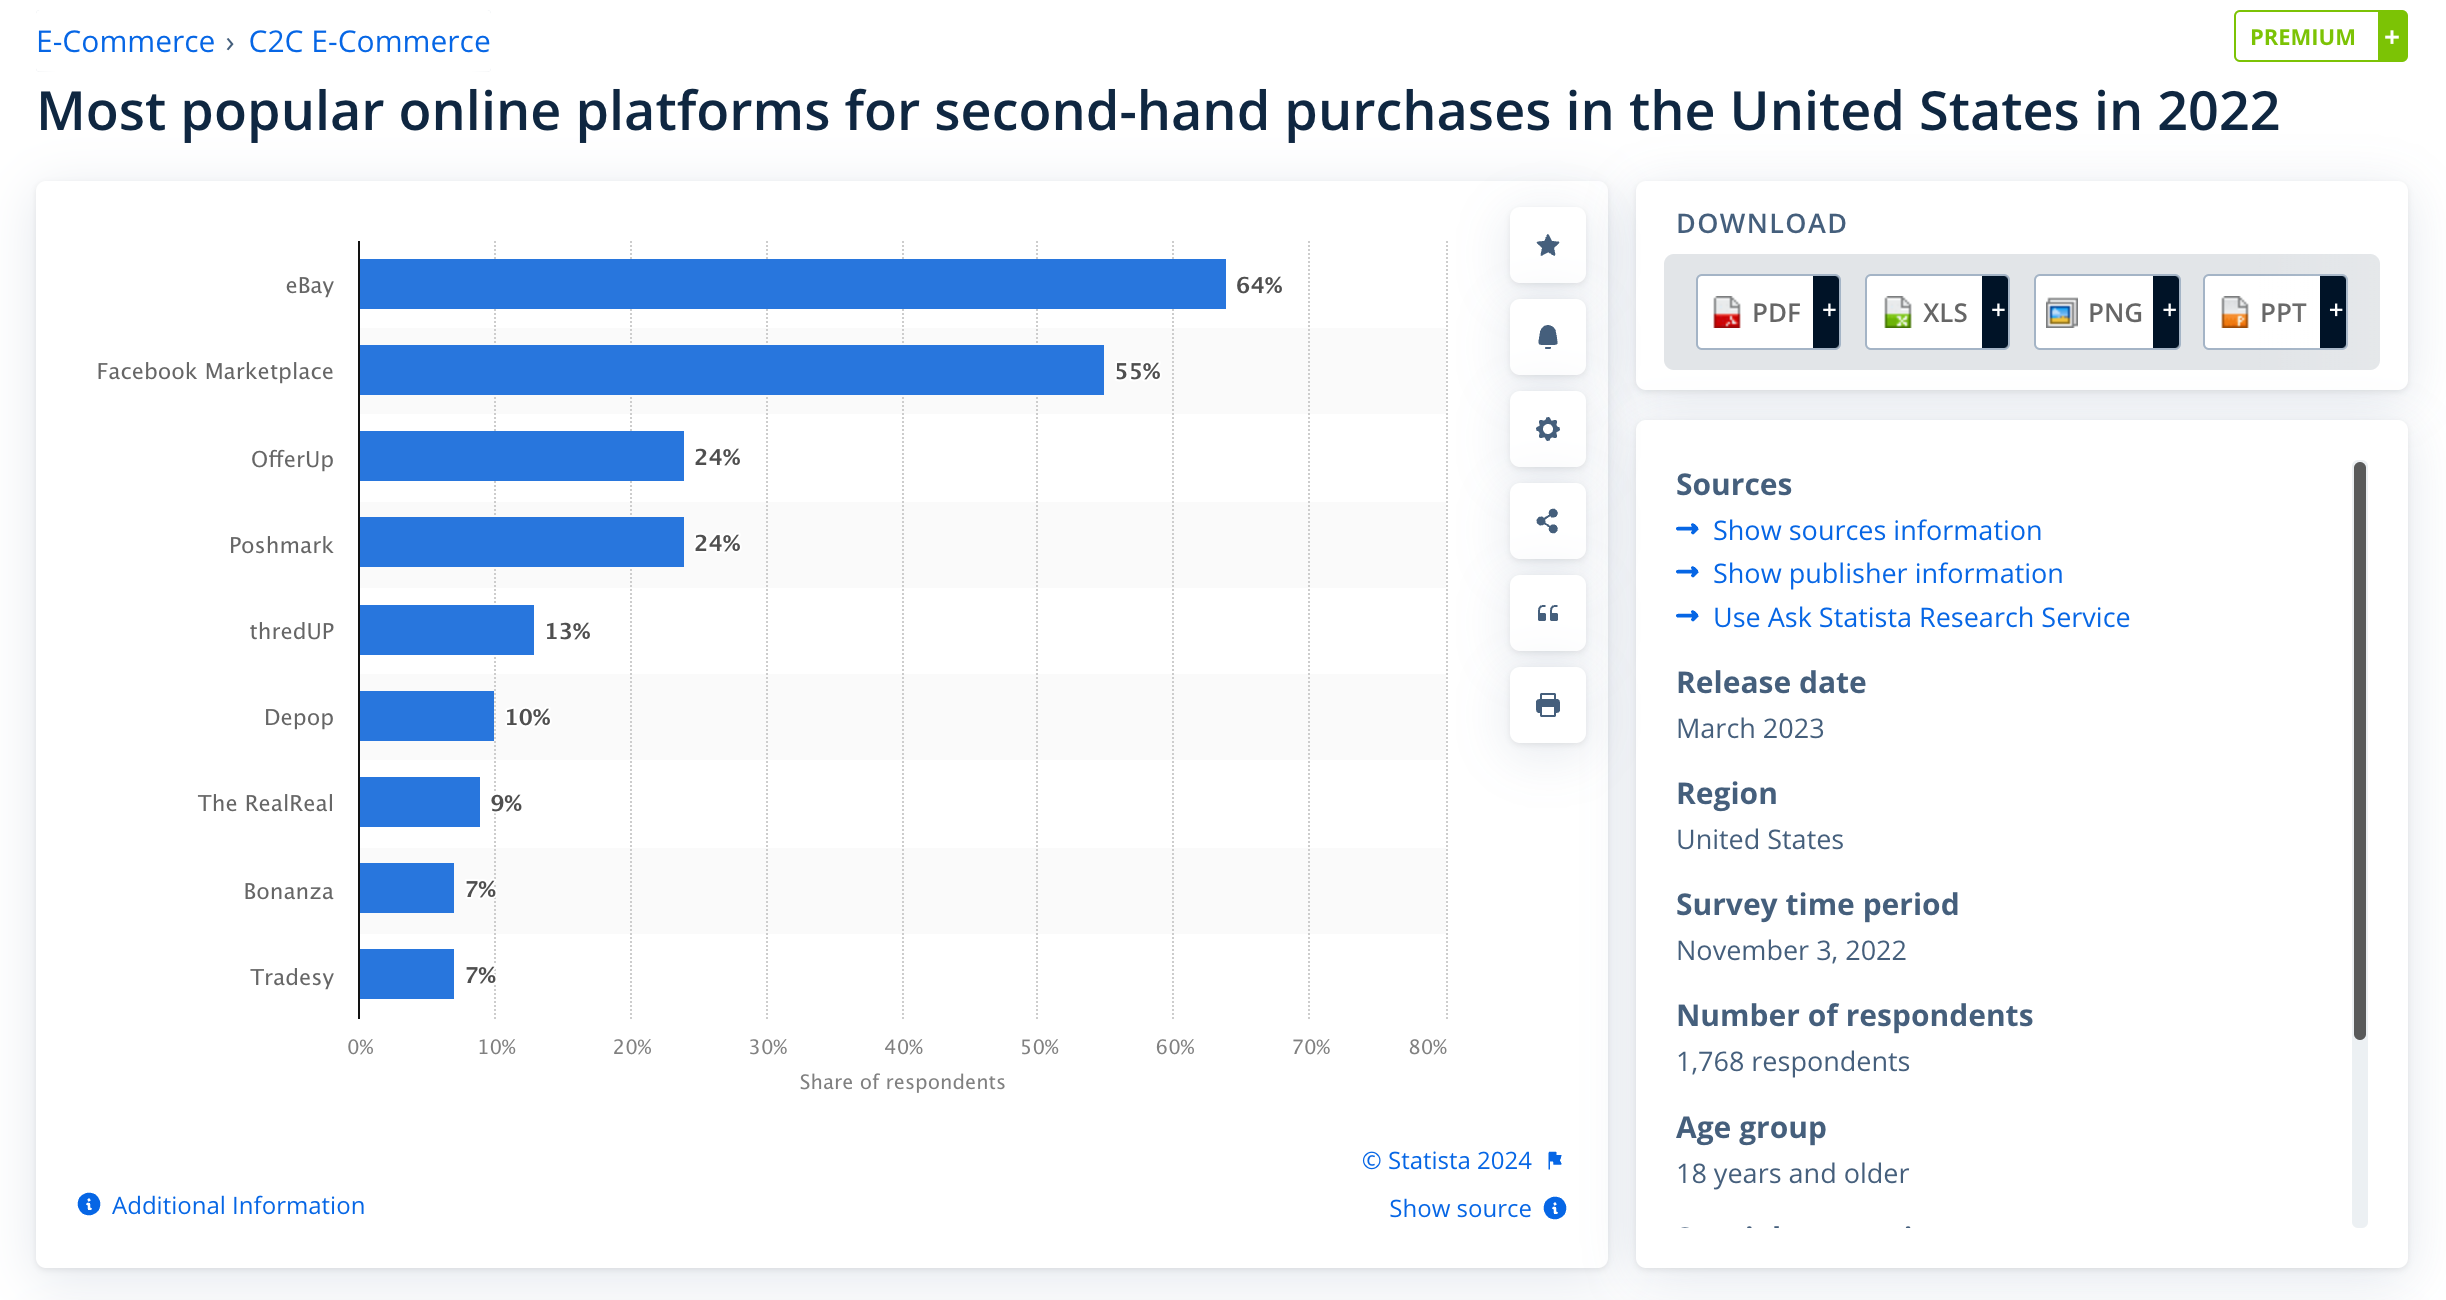 E-Commerce › C2C E-Commerce
PREMIUM +
Most popular online platforms for second-hand purchases in the United States in 2022
eBay 64%
Facebook Marketplace 55%
OfferUp 24%
Poshmark 24%
thredUP 13%
Depop 10%
The RealReal 9%
Bonanza 7%
Tradesy 7%
0% 10% 20% 30% 40% 50% 60% 70% 80%
Share of respondents
© Statista 2024
Additional Information
Show source
DOWNLOAD
PDF + XLS + PNG + PPT +
Sources
→ Show sources information
→ Show publisher information
→ Use Ask Statista Research Service
Release date
March 2023
Region
United States
Survey time period
November 3, 2022
Number of respondents
1,768 respondents
Age group
18 years and older